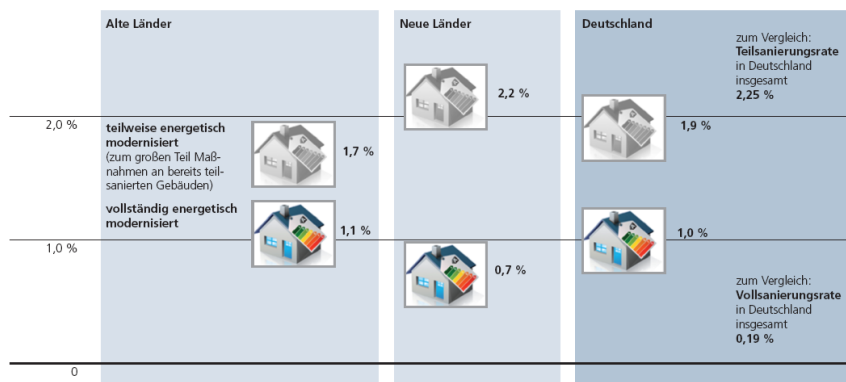 Alte Länder
Neue Länder
Deutschland
zum Vergleich:
Teilsanierungsrate
in Deutschland
insgesamt
2,25 %
2,2 %
2,0 %
teilweise energetisch
modernisiert
(zum großen Teil Maß-
nahmen an bereits teil-
sanierten Gebäuden)
1,7 %
1,9 %
vollständig energetisch
modernisiert
1,1 %
1,0 %
1,0 %
0,7 %
zum Vergleich:
Vollsanierungsrate
in Deutschland
insgesamt
0,19 %
0